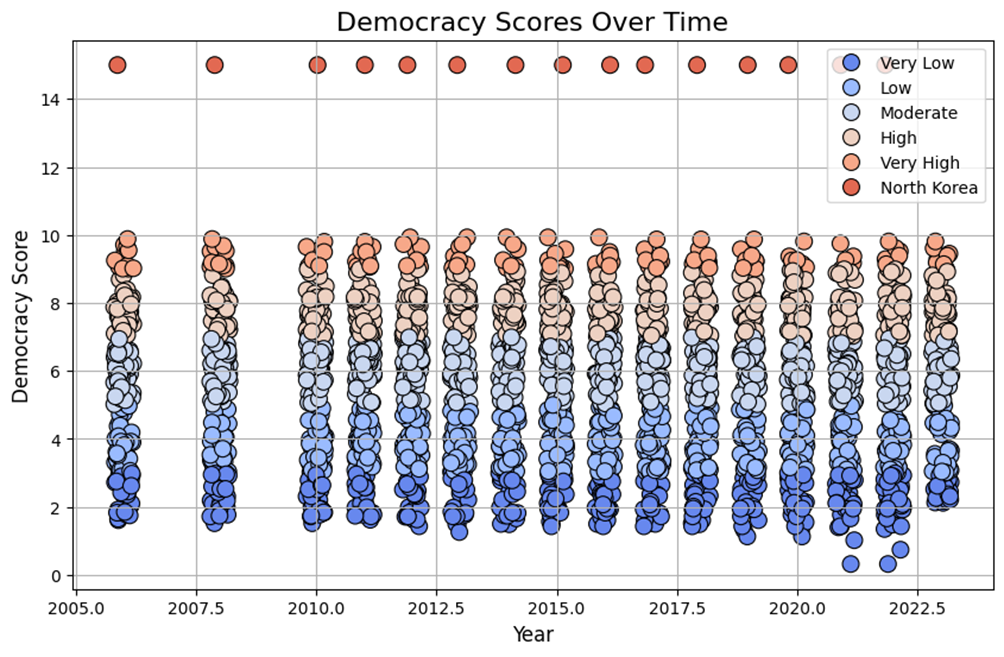 Democracy Scores Over Time
Democracy Score
14
12
10
8
6
4
2
0
2005.0 2007.5 2010.0 2012.5 2015.0 2017.5 2020.0 2022.5
Year
Very Low
Low
Moderate
High
Very High
North Korea